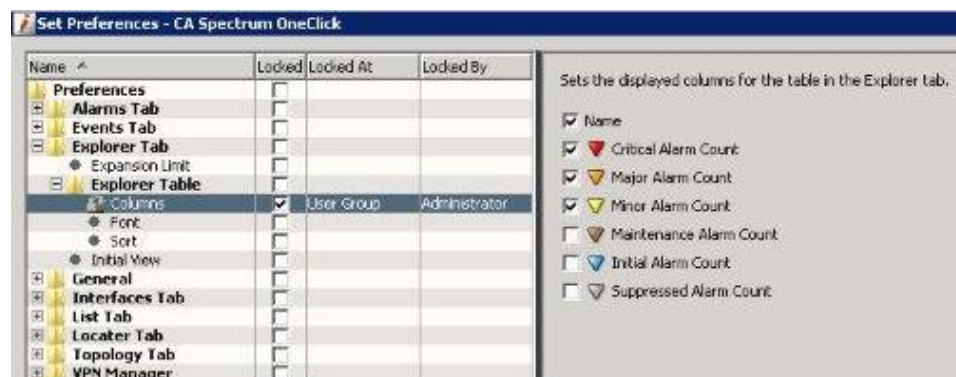 Set Preferences - CA Spectrum OneClick
Name Locked Locked At Locked By
Preferences
Alarms Tab
Events Tab
Explorer Tab
Expansion Limit
Explorer Table
Columns User Group Administrator
Font
Sort
Initial View
General
Interfaces Tab
List Tab
Locater Tab
Topology Tab
VPN Manager
Sets the displayed columns for the table in the Explorer tab.
Name
Critical Alarm Count
Major Alarm Count
Minor Alarm Count
Maintenance Alarm Count
Initial Alarm Count
Suppressed Alarm Count